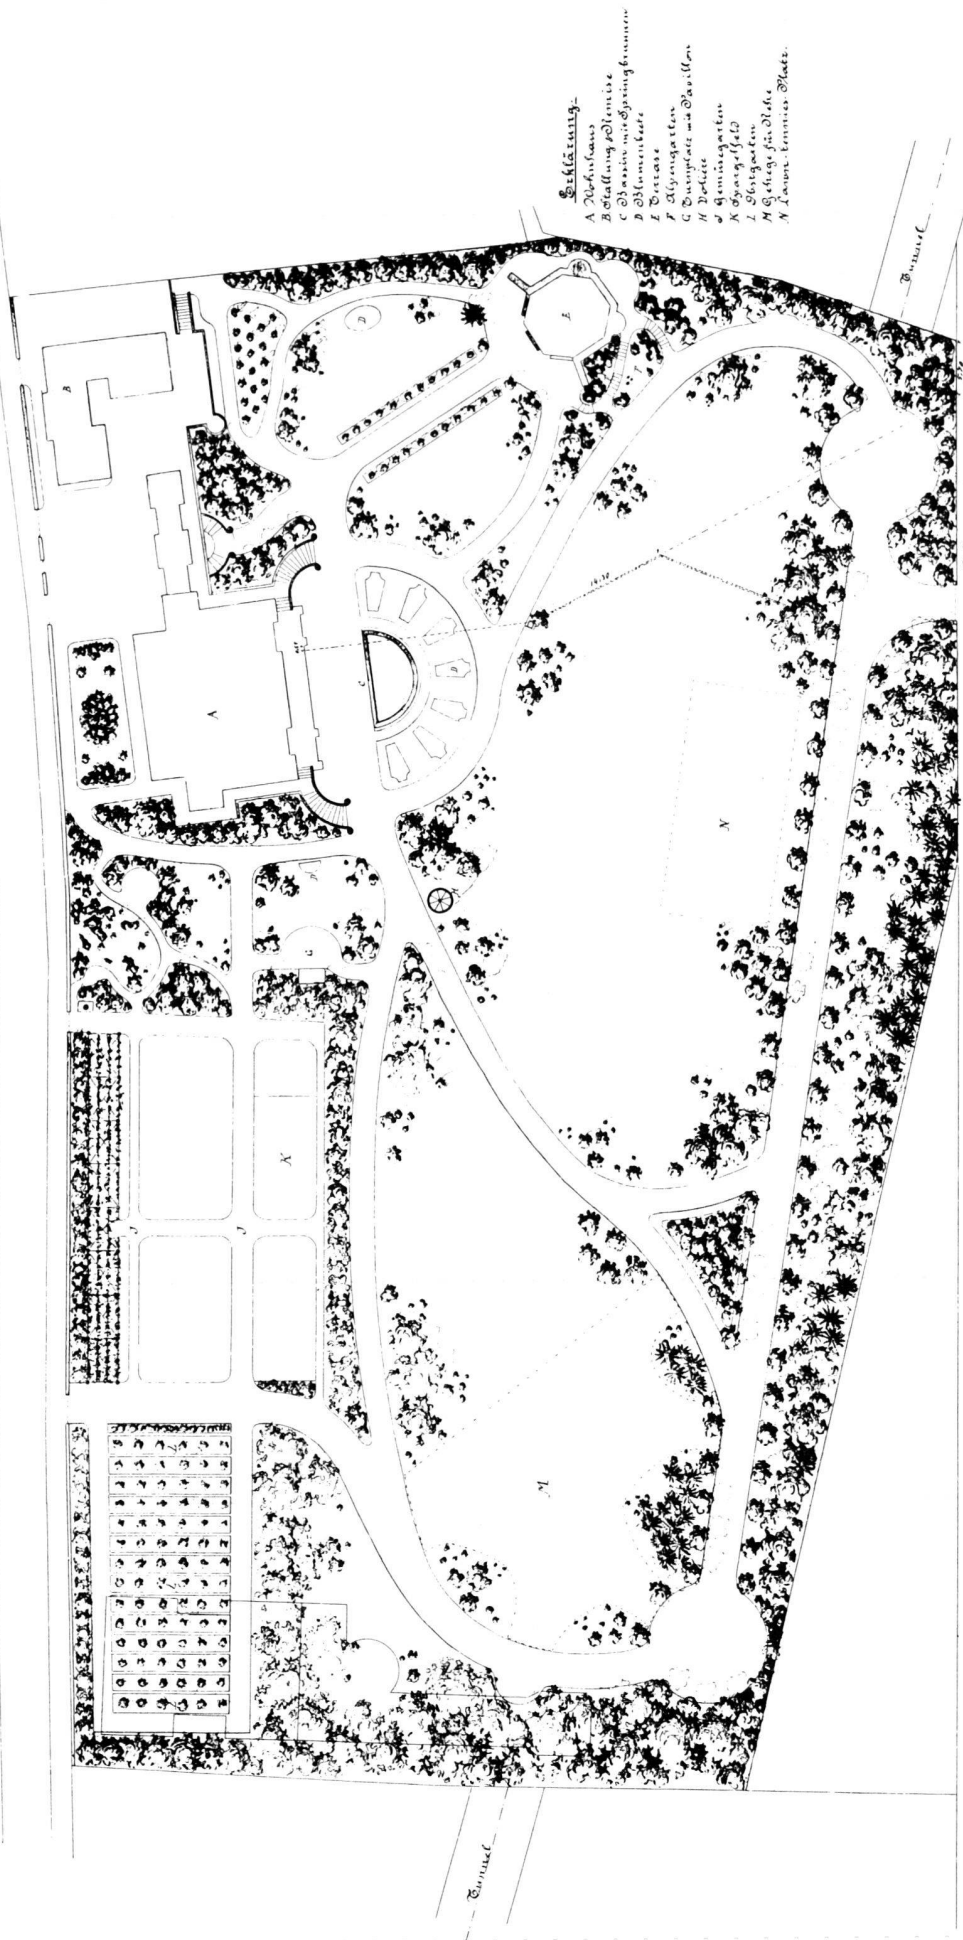 Erklärung.
A Wohnhaus
B Stallung & Remise
C Bassin mit Springbrunnen
D Blumenbeete
E Terrasse
F Alpengarten
G Turnplatz mit Pavillon
H Volière
J Gemüsegarten
K Spargelfeld
L Obstgarten
M Gehege für Rehe
N Lawn-tennis-Platz.
Tunnel
B
D
E
A
C
D
N
G
K
J
J
M
Tunnel